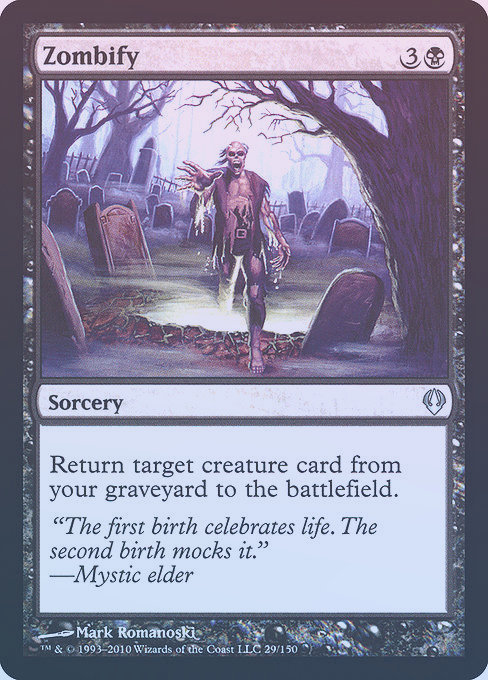 Zombify 3
Sorcery
Return target creature card from
your graveyard to the battlefield.
“The first birth celebrates life. The
second birth mocks it.”
—Mystic elder
Mark Romanoski
™ & © 1993–2010 Wizards of the Coast LLC 29/150